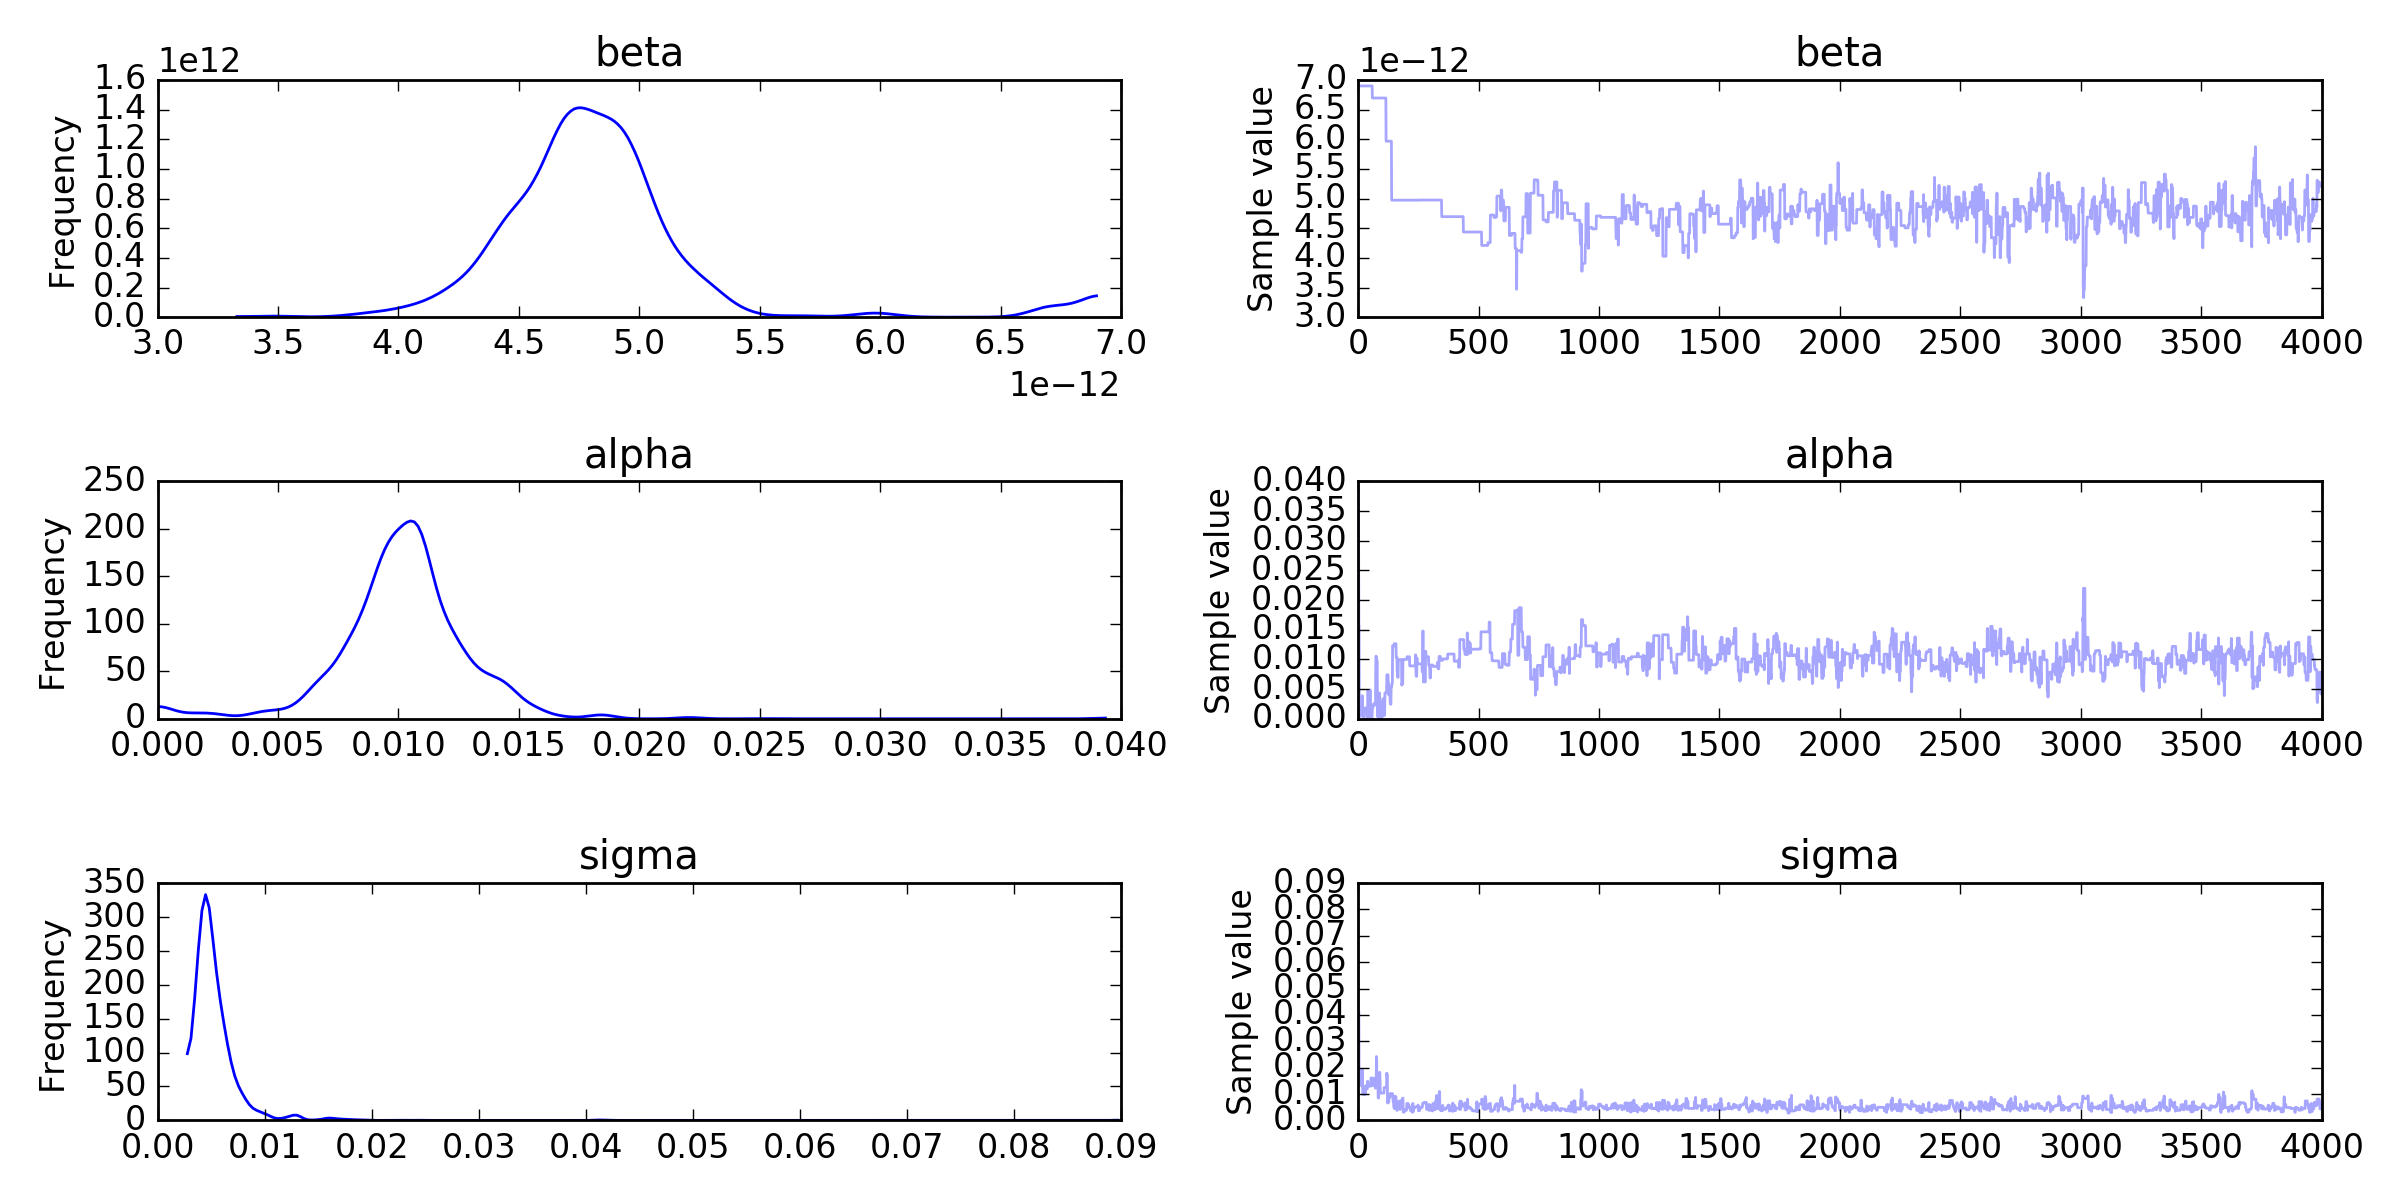 beta
1e12
Frequency
1.6
1.4
1.2
1.0
0.8
0.6
0.4
0.2
0.0
3.0 3.5 4.0 4.5 5.0 5.5 6.0 6.5 7.0
1e−12
beta
1e−12
Sample value
7.0
6.5
6.0
5.5
5.0
4.5
4.0
3.5
3.0
0 500 1000 1500 2000 2500 3000 3500 4000
alpha
Frequency
250
200
150
100
50
0
0.000 0.005 0.010 0.015 0.020 0.025 0.030 0.035 0.040
alpha
Sample value
0.040
0.035
0.030
0.025
0.020
0.015
0.010
0.005
0.000
0 500 1000 1500 2000 2500 3000 3500 4000
sigma
Frequency
350
300
250
200
150
100
50
0
0.00 0.01 0.02 0.03 0.04 0.05 0.06 0.07 0.08 0.09
sigma
Sample value
0.09
0.08
0.07
0.06
0.05
0.04
0.03
0.02
0.01
0.00
0 500 1000 1500 2000 2500 3000 3500 4000